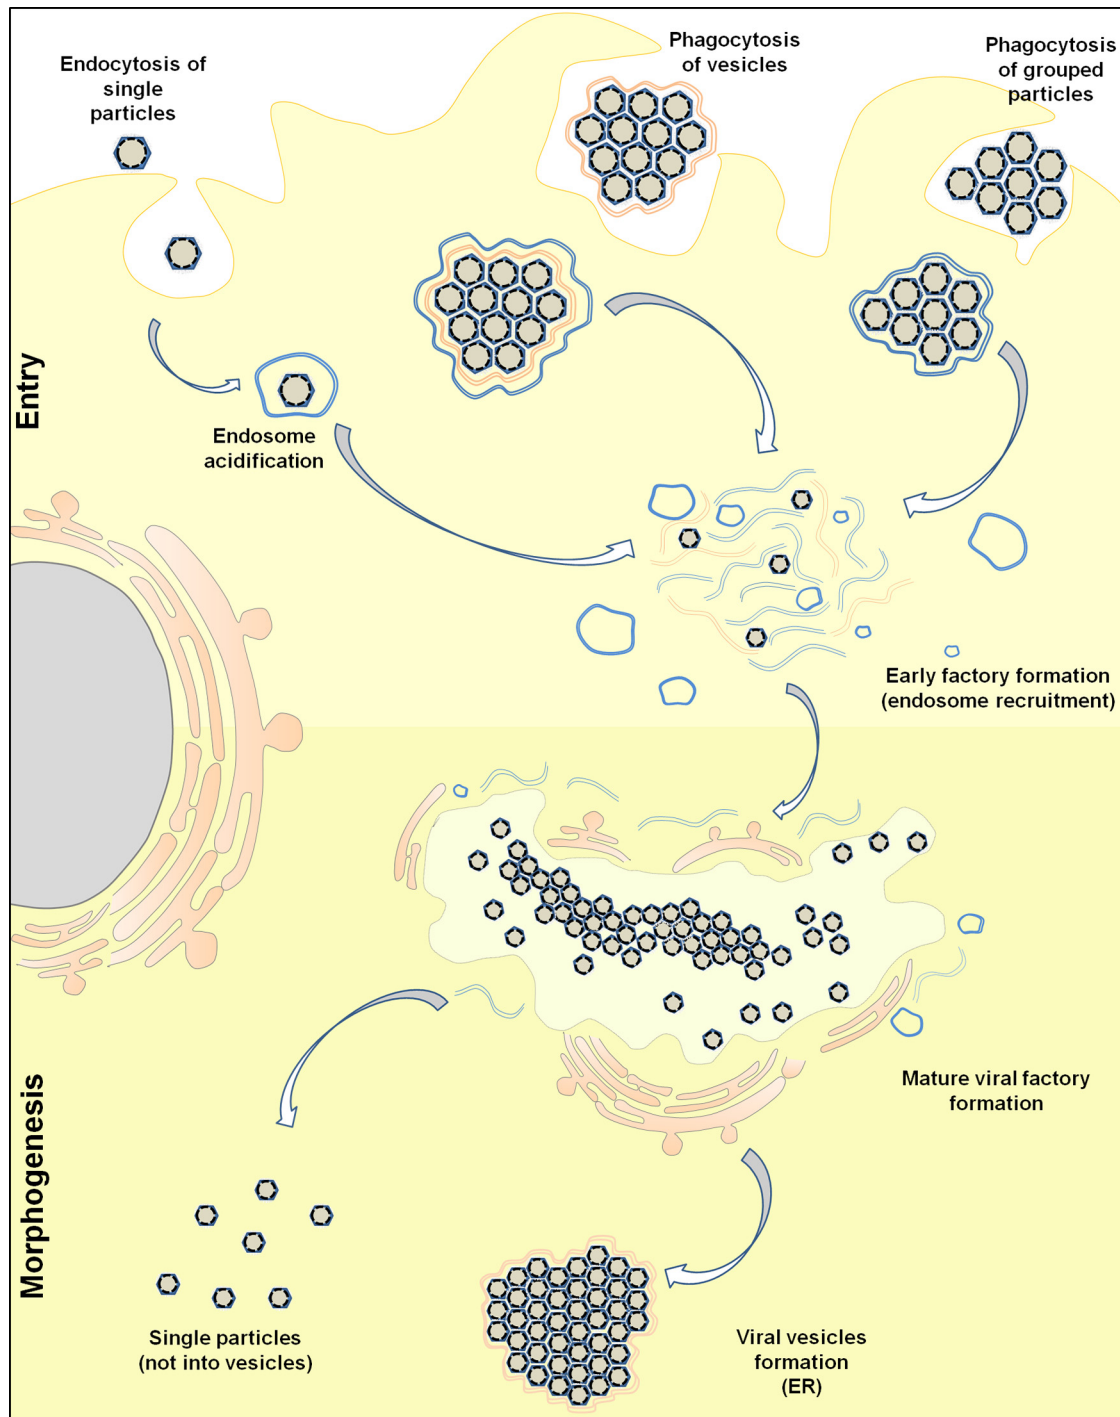 Endocytosis of
single
particles
Phagocytosis
of vesicles
Phagocytosis
of grouped
particles
Entry
Endosome
acidification
Early factory formation
(endosome recruitment)
Morphogenesis
Mature viral factory
formation
Single particles
(not into vesicles)
Viral vesicles
formation
(ER)